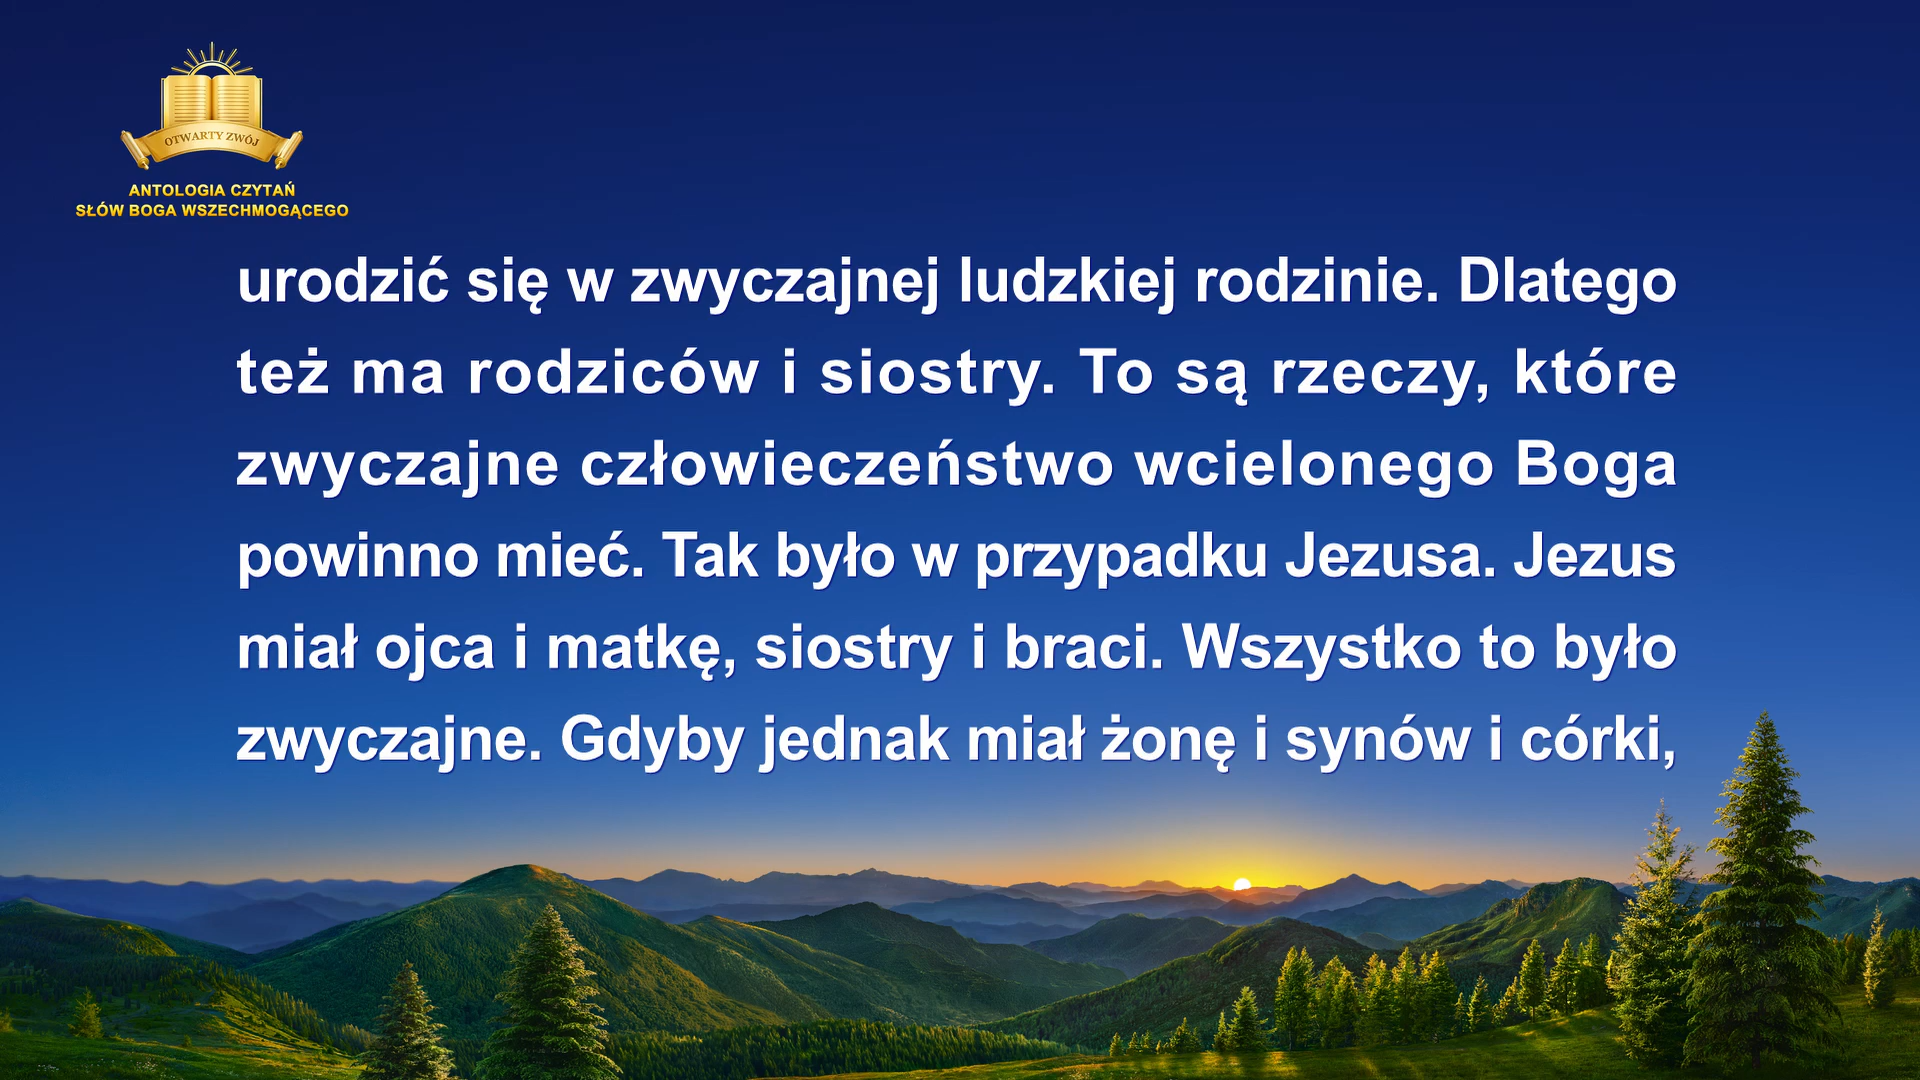 OTWARTY ZWÓJ
ANTOLOGIA CZYTAŃ
SŁÓW BOGA WSZECHMOGĄCEGO
urodzić się w zwyczajnej ludzkiej rodzinie. Dlatego
też ma rodziców i siostry. To są rzeczy, które
zwyczajne człowieczeństwo wcielonego Boga
powinno mieć. Tak było w przypadku Jezusa. Jezus
miał ojca i matkę, siostry i braci. Wszystko to było
zwyczajne. Gdyby jednak miał żonę i synów i córki,